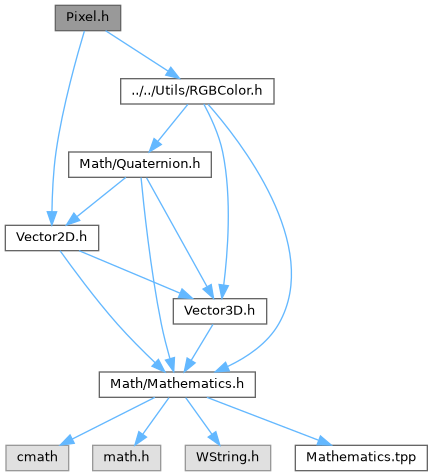 Pixel.h
../../Utils/RGBColor.h
Math/Quaternion.h
Vector2D.h
Vector3D.h
Math/Mathematics.h
cmath
math.h
WString.h
Mathematics.tpp